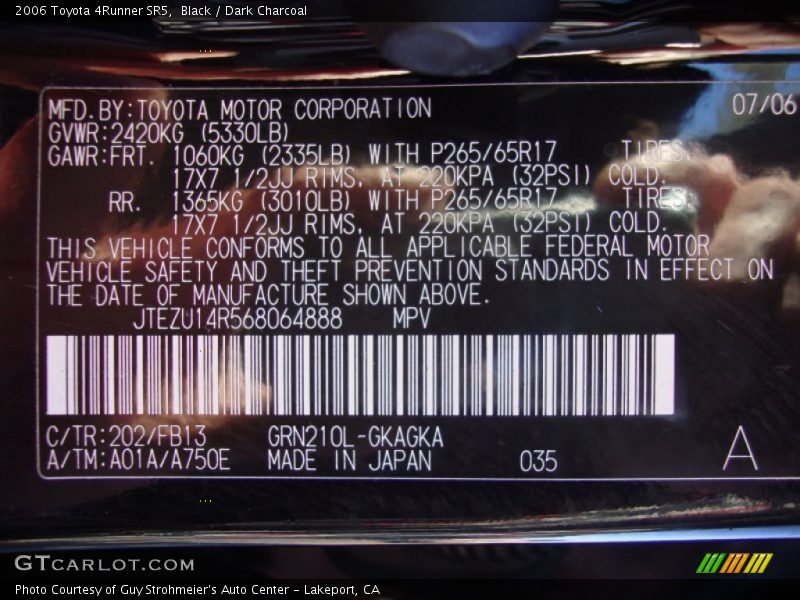 2006 Toyota 4Runner SR5,  Black / Dark Charcoal
MFD.BY:TOYOTA MOTOR CORPORATION 07/06
GVWR:2420KG (5330LB)
GAWR:FRT. 1060KG (2335LB) WITH P265/65R17 TIRES,
17X7 1/2JJ RIMS, AT 220KPA (32PSI) COLD.
RR. 1365KG (3010LB) WITH P265/65R17 TIRES,
17X7 1/2JJ RIMS, AT 220KPA (32PSI) COLD.
THIS VEHICLE CONFORMS TO ALL APPLICABLE FEDERAL MOTOR
VEHICLE SAFETY AND THEFT PREVENTION STANDARDS IN EFFECT ON
THE DATE OF MANUFACTURE SHOWN ABOVE.
JTEZU14R568064888 MPV
C/TR:202/FB13 GRN210L-GKAGKA
A/TM:A01A/A750E MADE IN JAPAN 035 A
GTCARLOT.COM
Photo Courtesy of Guy Strohmeier's Auto Center - Lakeport, CA